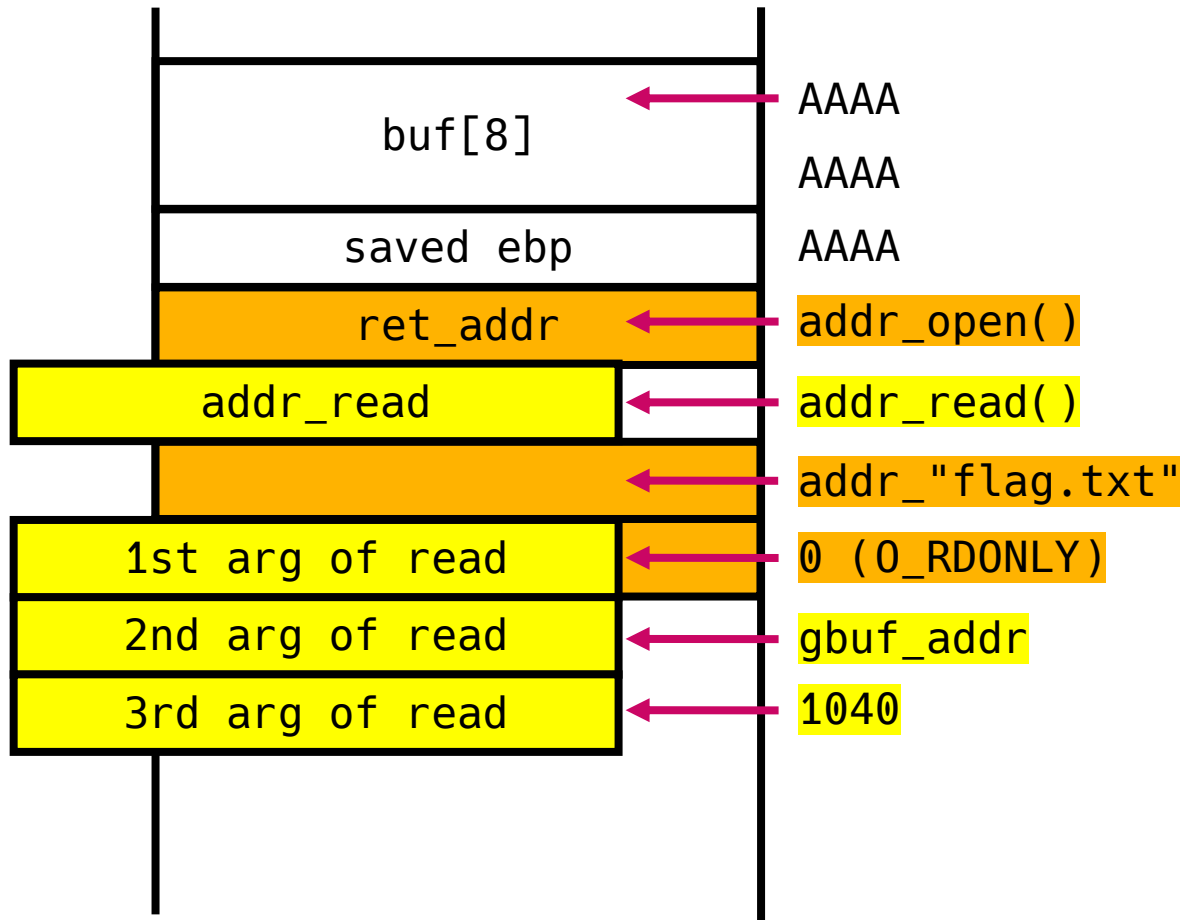 buf[8]
AAAA
AAAA
saved ebp
AAAA
ret_addr
addr_open()
addr_read
addr_read()
addr_"flag.txt"
1st arg of read
0 (O_RDONLY)
2nd arg of read
gbuf_addr
3rd arg of read
1040